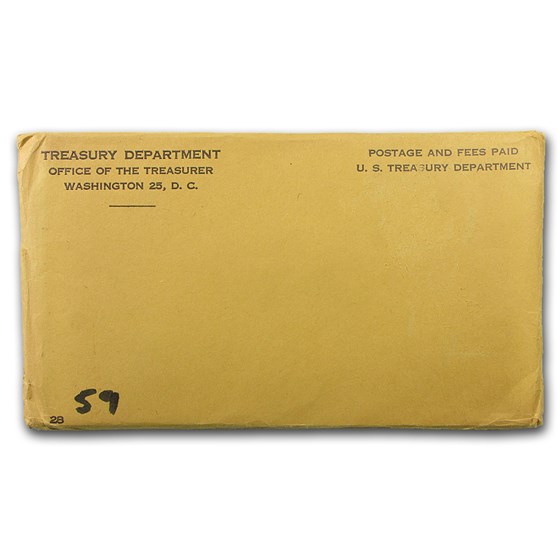 TREASURY DEPARTMENT
OFFICE OF THE TREASURER
WASHINGTON 25, D. C.
POSTAGE AND FEES PAID
U. S. TREASURY DEPARTMENT
59
28